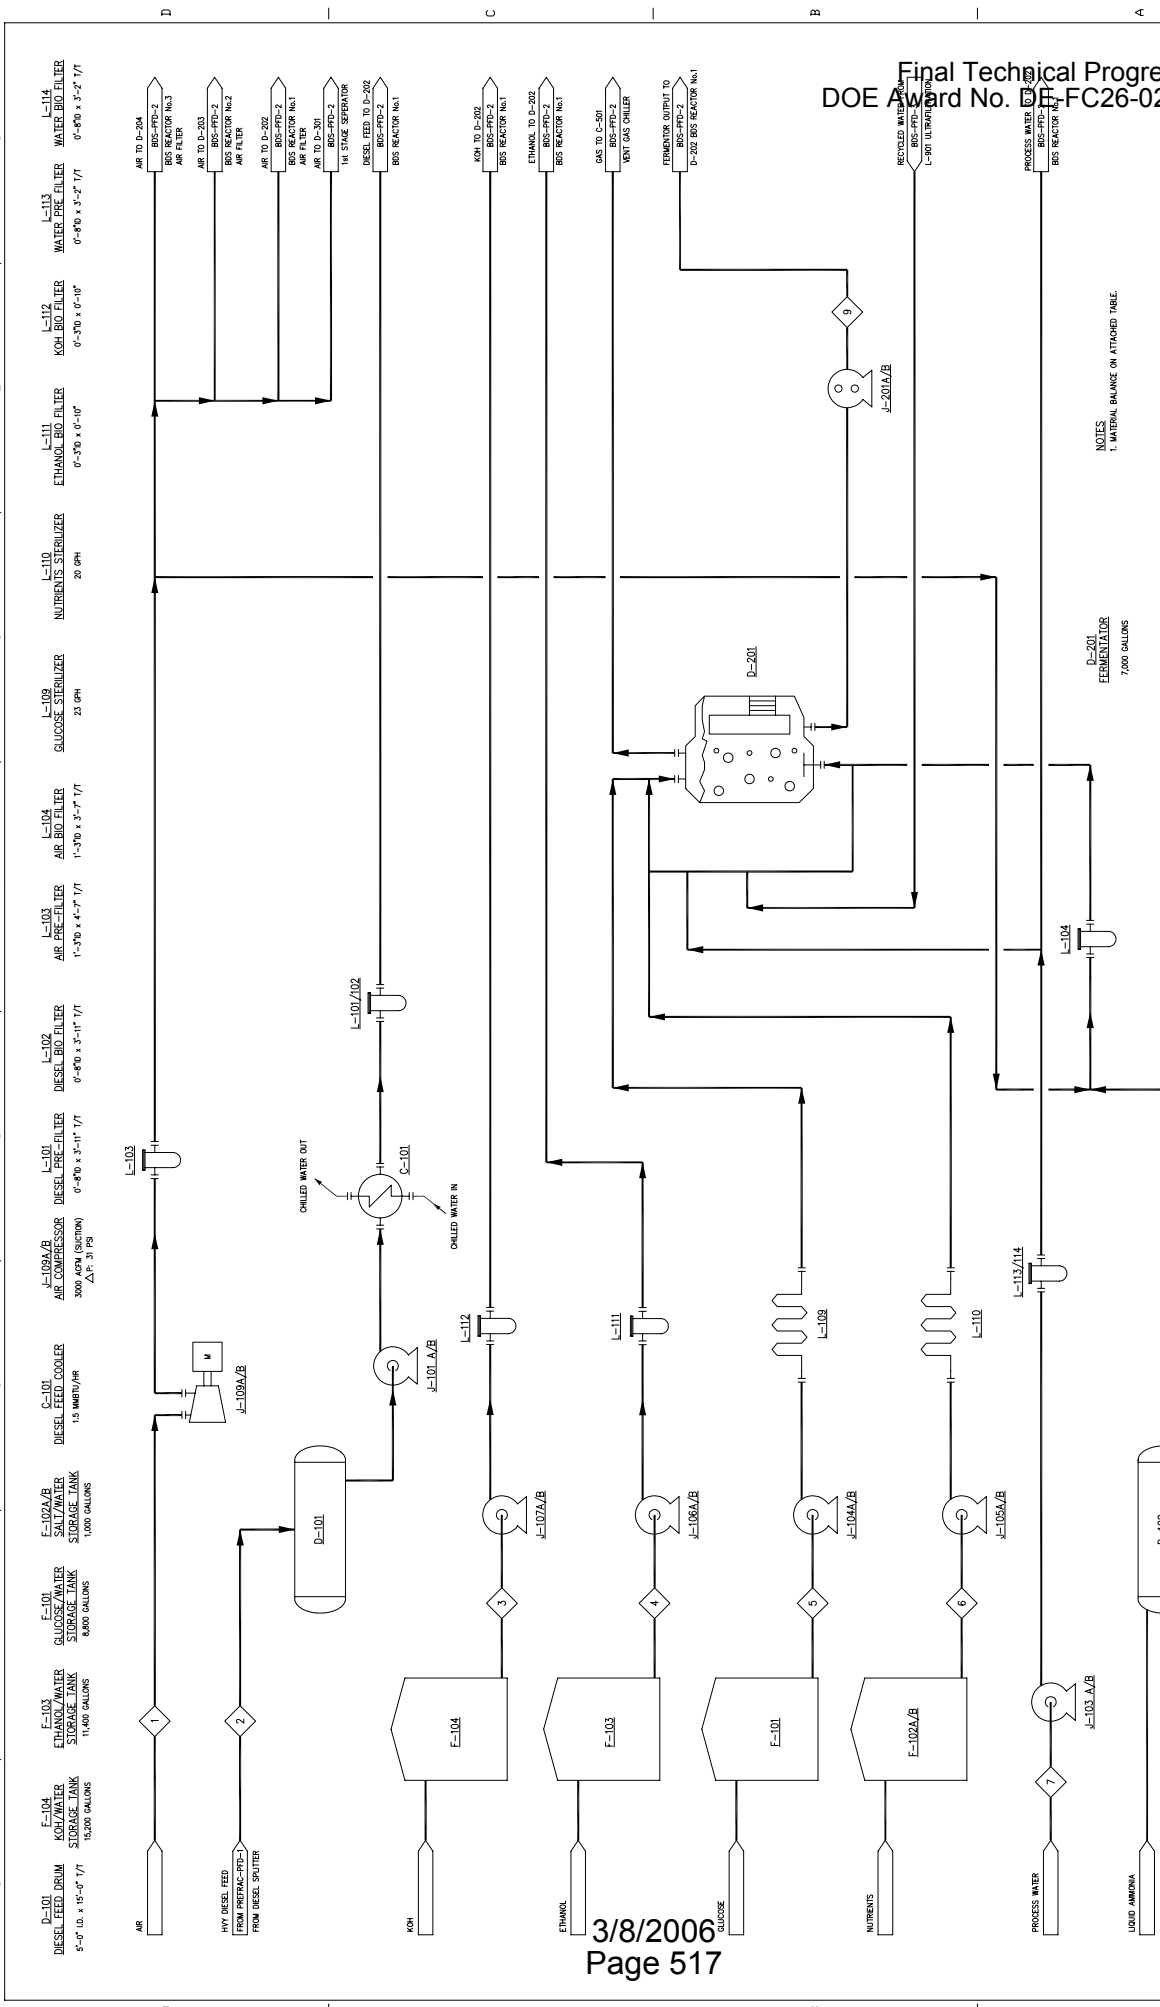 Final Technical Progre
DOE Award No. DE-FC26-02
D
C
B
A
D-101
DIESEL FEED DRUM
5'-0" I.D. x 15'-0" T/T
F-104
KOH/WATER
STORAGE TANK
15,200 GALLONS
F-103
ETHANOL/WATER
STORAGE TANK
11,400 GALLONS
F-101
GLUCOSE/WATER
STORAGE TANK
8,800 GALLONS
F-102A/B
SALT/WATER
STORAGE TANK
1,000 GALLONS
C-101
DIESEL FEED COOLER
1.5 MMBTU/HR
J-109A/B
AIR COMPRESSOR
3000 ACFM (SUCTION)
△P: 31 PSI
L-101
DIESEL PRE-FILTER
0'-8"ID x 3'-11" T/T
L-102
DIESEL BIO FILTER
0'-8"ID x 3'-11" T/T
L-103
AIR PRE-FILTER
1'-3"ID x 4'-7" T/T
L-104
AIR BIO FILTER
1'-3"ID x 3'-7" T/T
L-109
GLUCOSE STERILIZER
23 GPH
L-110
NUTRIENTS STERILIZER
20 GPH
L-111
ETHANOL BIO FILTER
0'-3"ID x 0'-10"
L-112
KOH BIO FILTER
0'-3"ID x 0'-10"
L-113
WATER PRE FILTER
0'-8"ID x 3'-2" T/T
L-114
WATER BIO FILTER
0'-8"ID x 3'-2" T/T
AIR
1
J-109A/B
M
L-103
AIR TO D-204
BDS-PFD-2
BDS REACTOR No.3
AIR FILTER
AIR TO D-203
BDS-PFD-2
BDS REACTOR No.2
AIR FILTER
AIR TO D-202
BDS-PFD-2
BDS REACTOR No.1
AIR FILTER
AIR TO D-301
BDS-PFD-2
1st STAGE SEPERATOR
HVY DIESEL FEED
FROM PREFRAC-PFD-1
FROM DIESEL SPLITTER
2
D-101
J-101 A/B
CHILLED WATER OUT
C-101
CHILLED WATER IN
L-101/102
DIESEL FEED TO D-202
BDS-PFD-2
BDS REACTOR No.1
KOH
F-104
3
J-107A/B
L-112
KOH TO D-202
BDS-PFD-2
BDS REACTOR No.1
ETHANOL
F-103
4
J-106A/B
L-111
ETHANOL TO D-202
BDS-PFD-2
BDS REACTOR No.1
GAS TO C-501
BDS-PFD-2
VENT GAS CHILLER
GLUCOSE
F-101
5
J-104A/B
L-109
D-201
FERMENTOR OUTPUT TO
BDS-PFD-2
D-202 BDS REACTOR No.1
9
J-201A/B
NUTRIENTS
F-102A/B
6
J-105A/B
L-110
RECYCLED WATER FROM
BDS-PFD-2
L-901 ULTRAFILTRATION
PROCESS WATER
7
J-103 A/B
L-113/114
PROCESS WATER TO D-202
BDS-PFD-2
BDS REACTOR No.1
L-104
D-201
FERMENTATOR
7,000 GALLONS
NOTES
1. MATERIAL BALANCE ON ATTACHED TABLE.
LIQUID AMMONIA
3/8/2006
Page 517